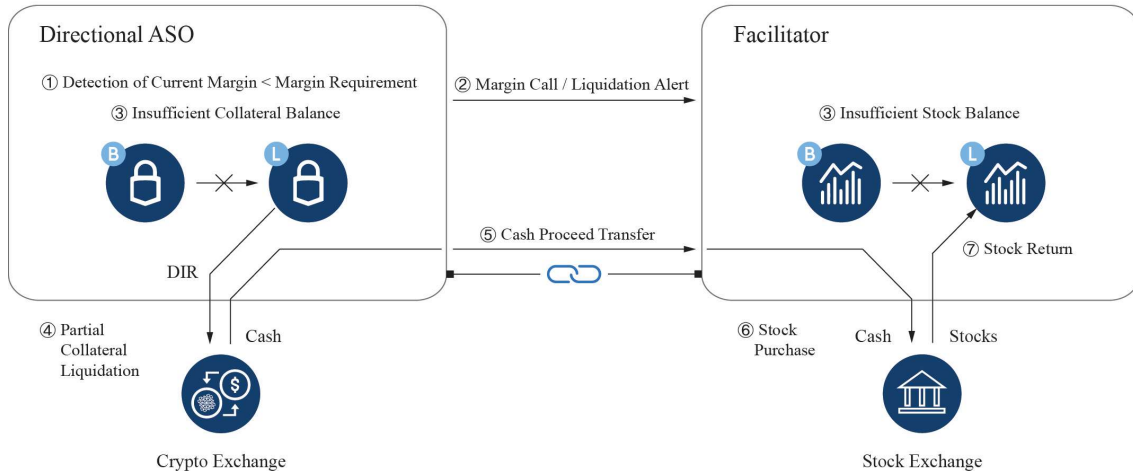 Directional ASO
① Detection of Current Margin < Margin Requirement
③ Insufficient Collateral Balance
B
L
DIR
④ Partial
Collateral
Liquidation
Cash
$
Crypto Exchange
② Margin Call / Liquidation Alert
⑤ Cash Proceed Transfer
Facilitator
③ Insufficient Stock Balance
B
L
⑦ Stock Return
⑥ Stock
Purchase
Cash
Stocks
Stock Exchange